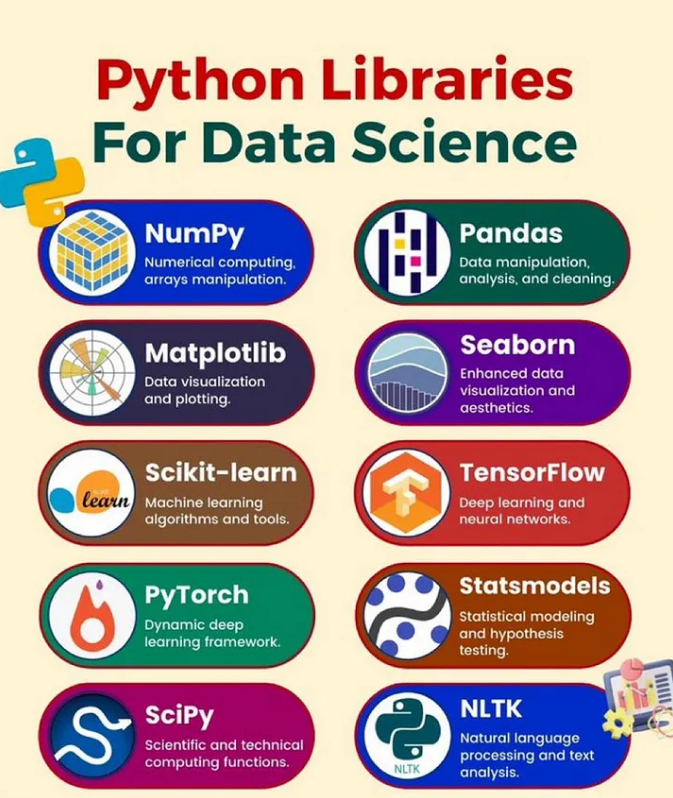 Python Libraries
For Data Science
NumPy
Numerical computing,
arrays manipulation.
Pandas
Data manipulation,
analysis, and cleaning.
Matplotlib
Data visualization
and plotting.
Seaborn
Enhanced data
visualization and
aesthetics.
learn
Scikit-learn
Machine learning
algorithms and tools.
TensorFlow
Deep learning and
neural networks.
PyTorch
Dynamic deep
learning framework.
Statsmodels
Statistical modeling
and hypothesis
testing.
SciPy
Scientific and technical
computing functions.
NLTK
NLTK
Natural language
processing and text
analysis.